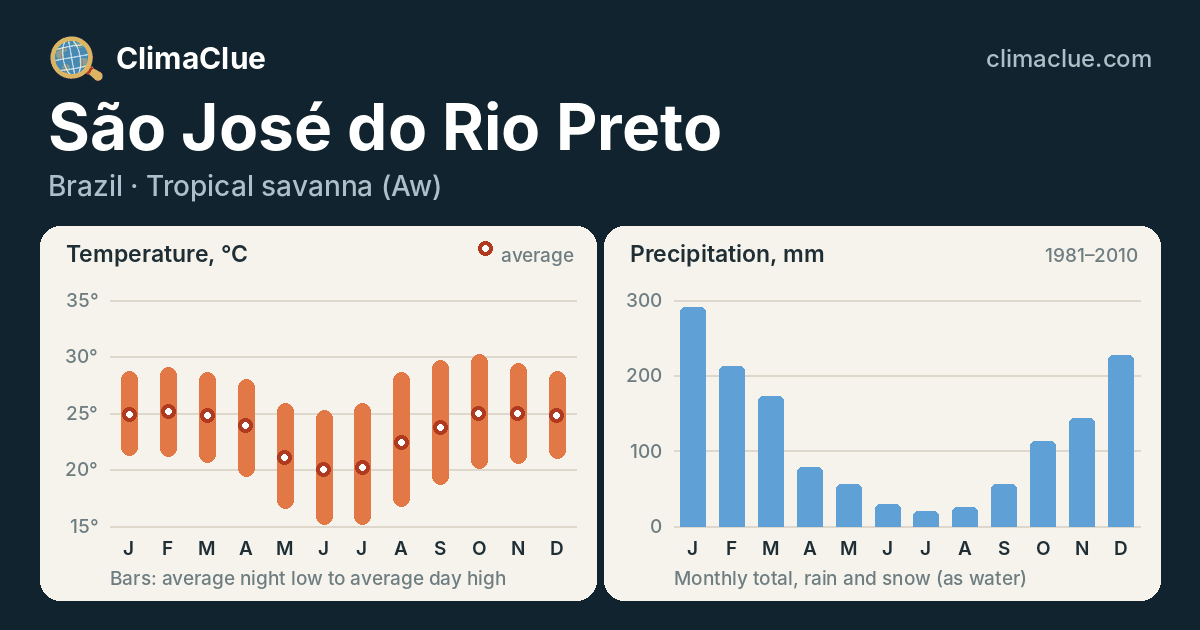 ClimaClue
climaclue.com
São José do Rio Preto
Brazil · Tropical savanna (Aw)
Temperature, °C
average
35°
30°
25°
20°
15°
J F M A M J J A S O N D
Bars: average night low to average day high
Precipitation, mm
1981–2010
300
200
100
0
J F M A M J J A S O N D
Monthly total, rain and snow (as water)